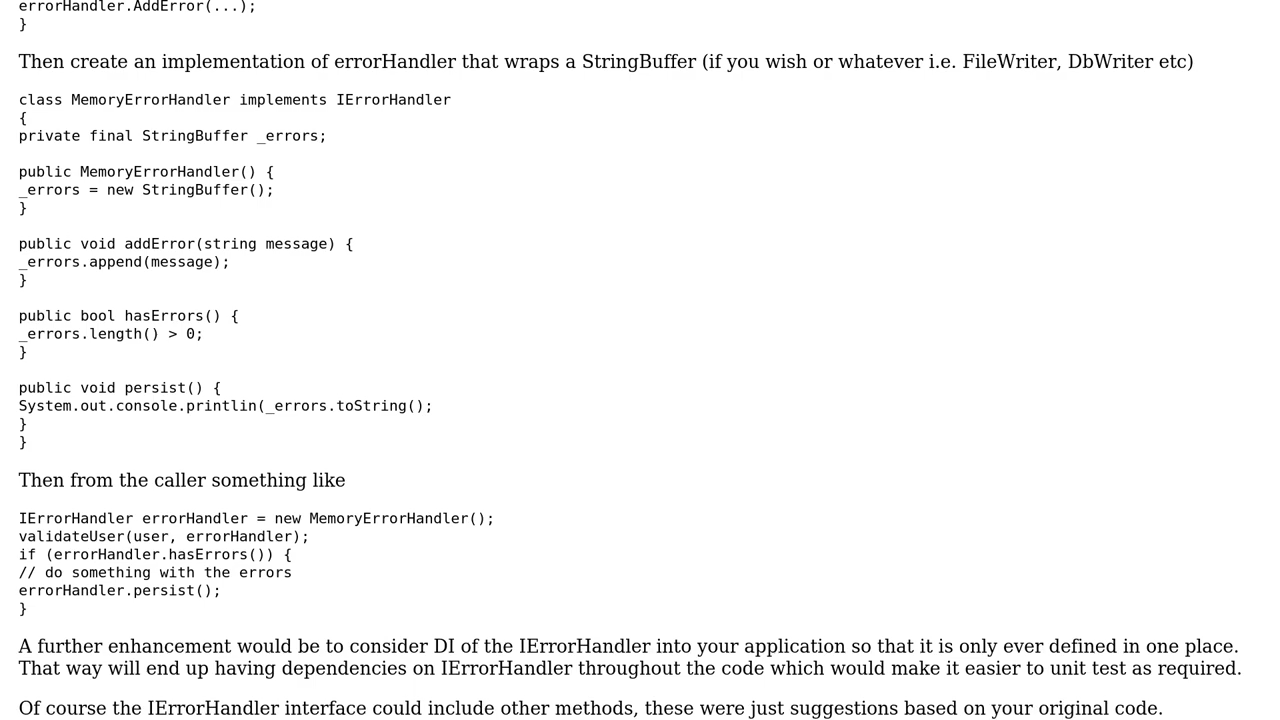 errorHandler.AddError(...);
}
Then create an implementation of errorHandler that wraps a StringBuffer (if you wish or whatever i.e. FileWriter, DbWriter etc)
class MemoryErrorHandler implements IErrorHandler
{
private final StringBuffer _errors;
public MemoryErrorHandler() {
_errors = new StringBuffer();
}
public void addError(string message) {
_errors.append(message);
}
public bool hasErrors() {
_errors.length() > 0;
}
public void persist() {
System.out.console.printlin(_errors.toString();
}
}
Then from the caller something like
IErrorHandler errorHandler = new MemoryErrorHandler();
validateUser(user, errorHandler);
if (errorHandler.hasErrors()) {
// do something with the errors
errorHandler.persist();
}
A further enhancement would be to consider DI of the IErrorHandler into your application so that it is only ever defined in one place.
That way will end up having dependencies on IErrorHandler throughout the code which would make it easier to unit test as required.
Of course the IErrorHandler interface could include other methods, these were just suggestions based on your original code.